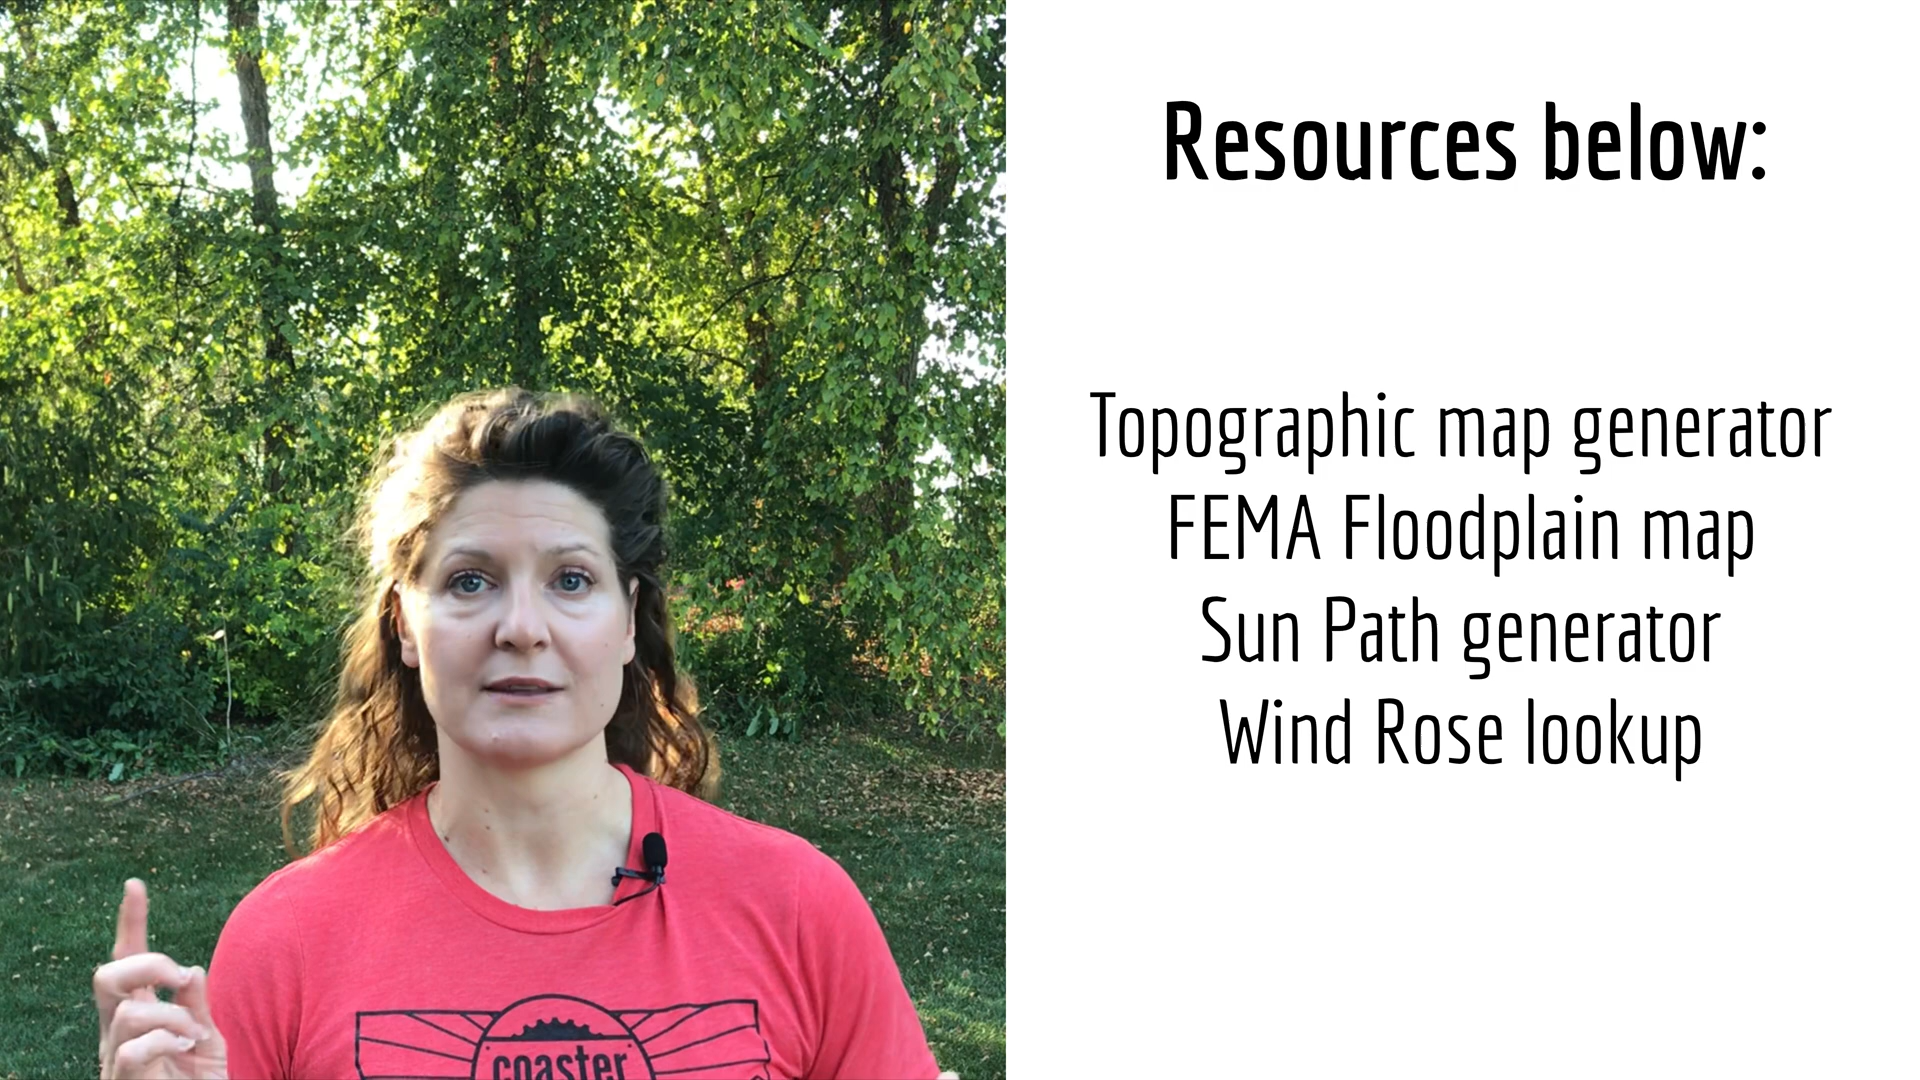 Resources below:
Topographic map generator
FEMA Floodplain map
Sun Path generator
Wind Rose lookup
coaster